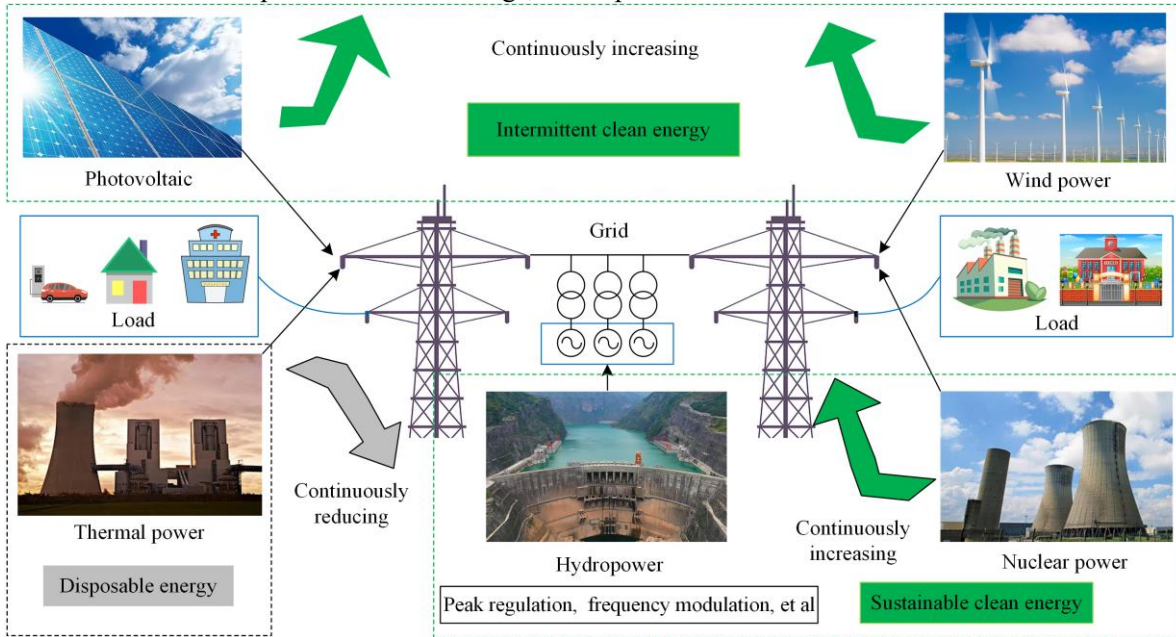 Continuously increasing
Intermittent clean energy
Photovoltaic
Wind power
Grid
Load
Load
Continuously
reducing
Thermal power
Disposable energy
Hydropower
Peak regulation, frequency modulation, et al
Continuously
increasing
Nuclear power
Sustainable clean energy